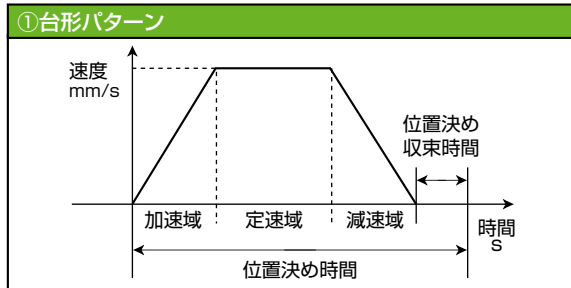 ①台形パターン
速度
mm/s
位置決め
収束時間
加速域
定速域
減速域
時間
s
位置決め時間